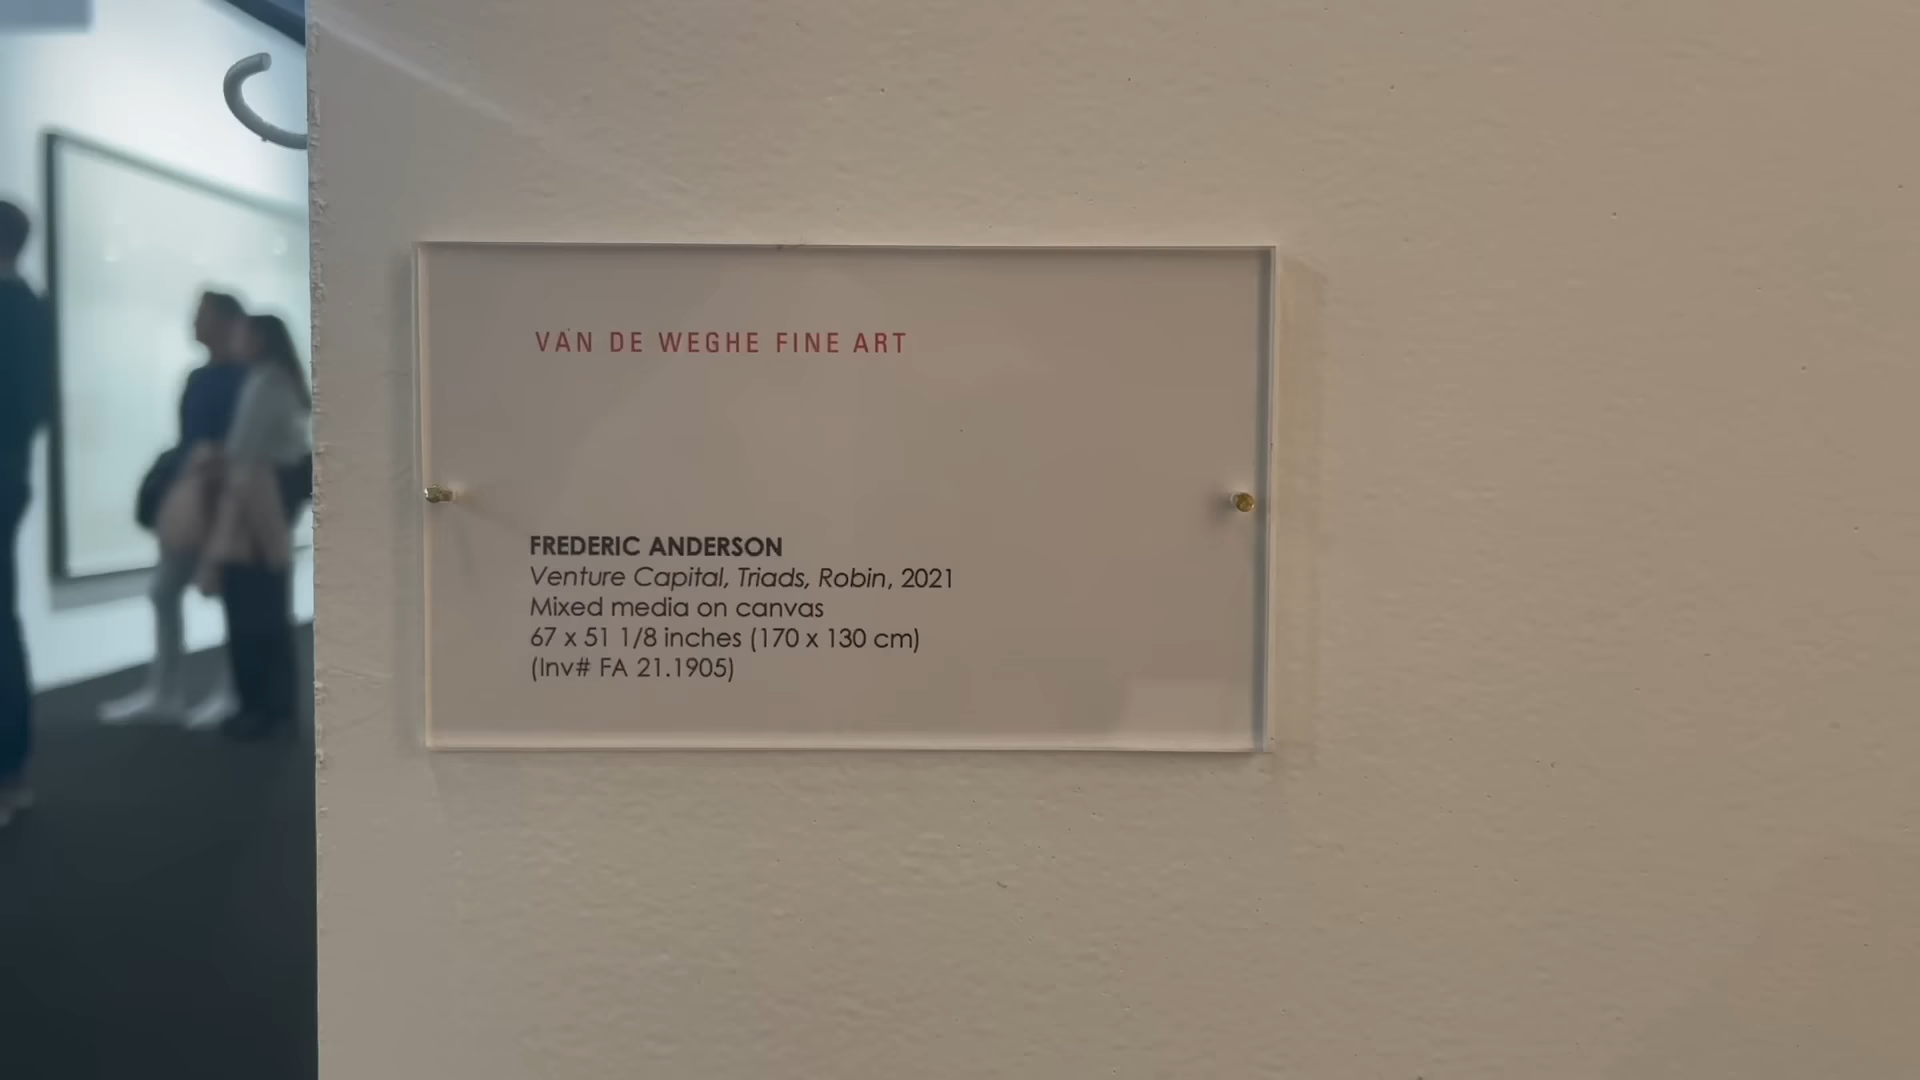 VAN DE WEGHE FINE ART
FREDERIC ANDERSON
Venture Capital, Triads, Robin, 2021
Mixed media on canvas
67 x 51 1/8 inches (170 x 130 cm)
(Inv# FA 21.1905)